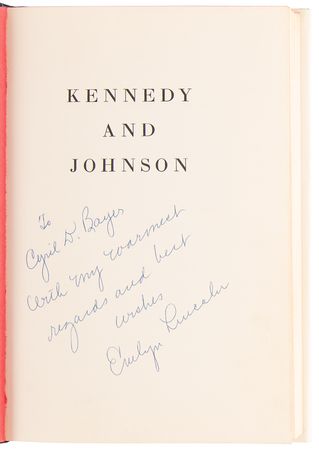 KENNEDY
AND
JOHNSON
To
Cyril D. Bayer
With my warmest
regards and best
wishes
Evelyn Lincoln